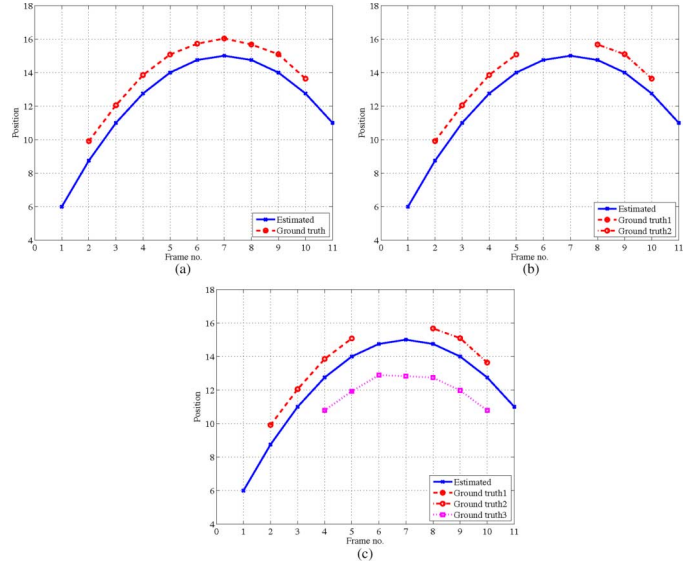 18
16
14
12
10
8
6
4
Position
0 1 2 3 4 5 6 7 8 9 10 11
Frame no.
Estimated
Ground truth
(a)
18
16
14
12
10
8
6
4
Position
0 1 2 3 4 5 6 7 8 9 10 11
Frame no.
Estimated
Ground truth1
Ground truth2
(b)
18
16
14
12
10
8
6
4
Position
0 1 2 3 4 5 6 7 8 9 10 11
Frame no.
Estimated
Ground truth1
Ground truth2
Ground truth3
(c)